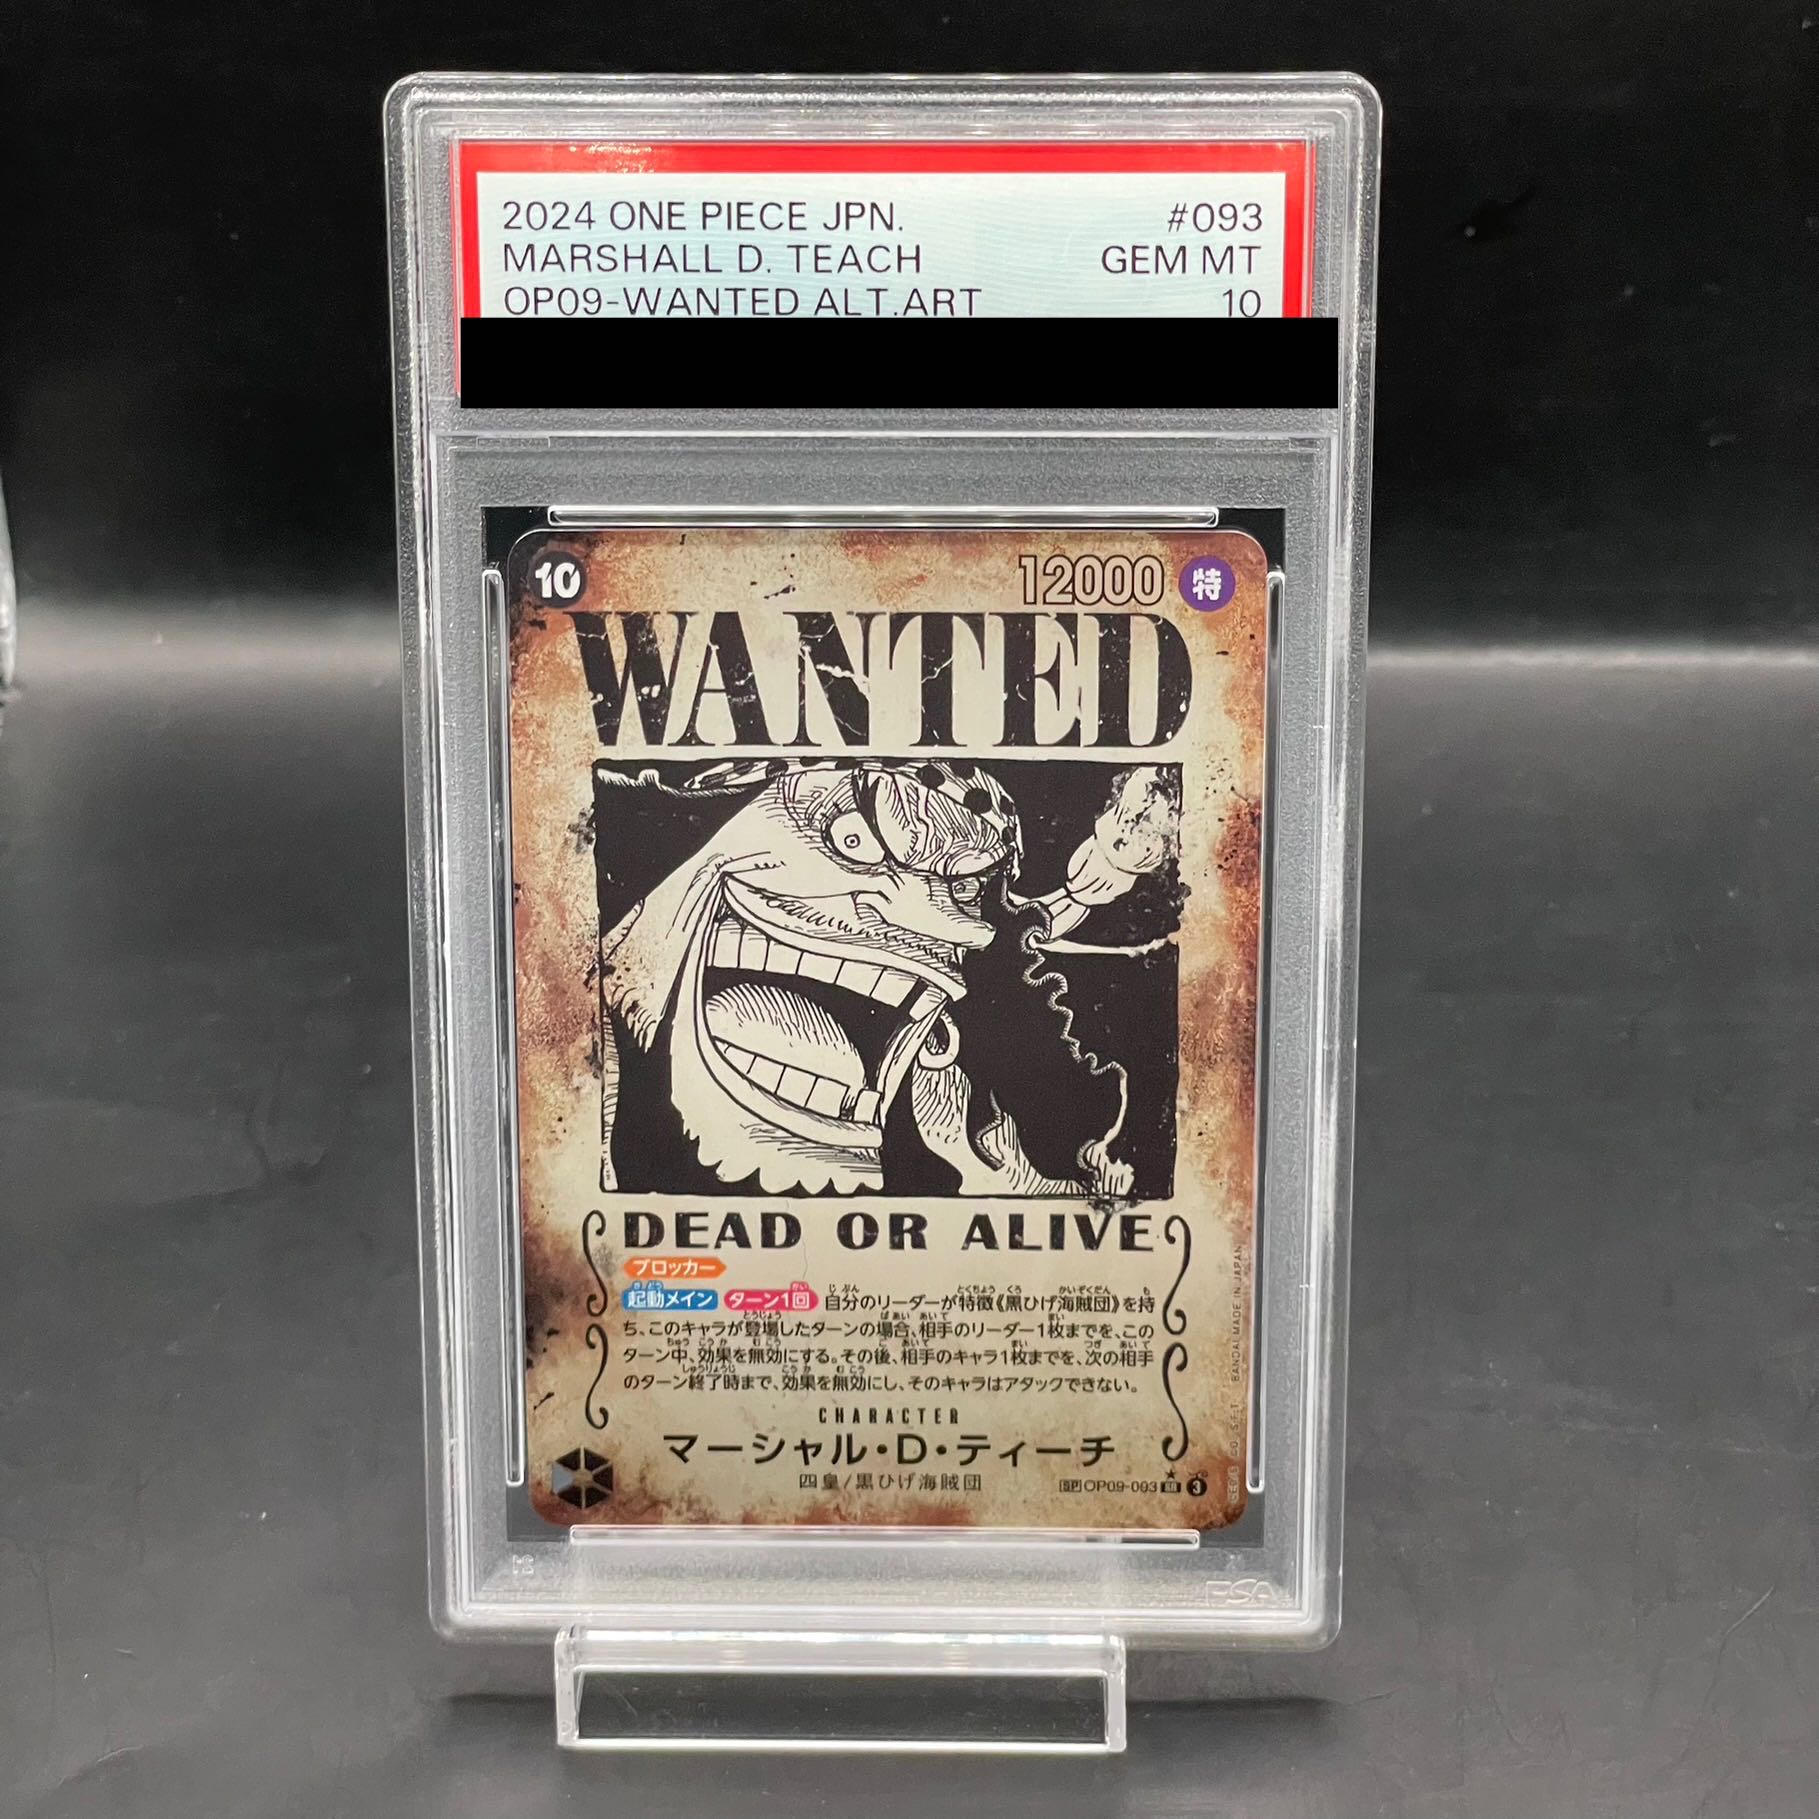 2024 ONE PIECE JPN. #093
MARSHALL D. TEACH GEM MT
OP09-WANTED ALT.ART 10
10 12000 特
WANTED
DEAD OR ALIVE
ブロッカー
起動メイン ターン1回 自分のリーダーが特徴《黒ひげ海賊団》を持
ち、このキャラが登場したターンの場合、相手のリーダー1枚までを、この
ターン中、効果を無効にする。その後、相手のキャラ1枚までを、次の相手
のターン終了時まで、効果を無効にし、そのキャラはアタックできない。
CHARACTER
マーシャル・D・ティーチ
四皇/黒ひげ海賊団
SP OP09-093 SR 3
BANDAI MADE IN JAPAN
PSA